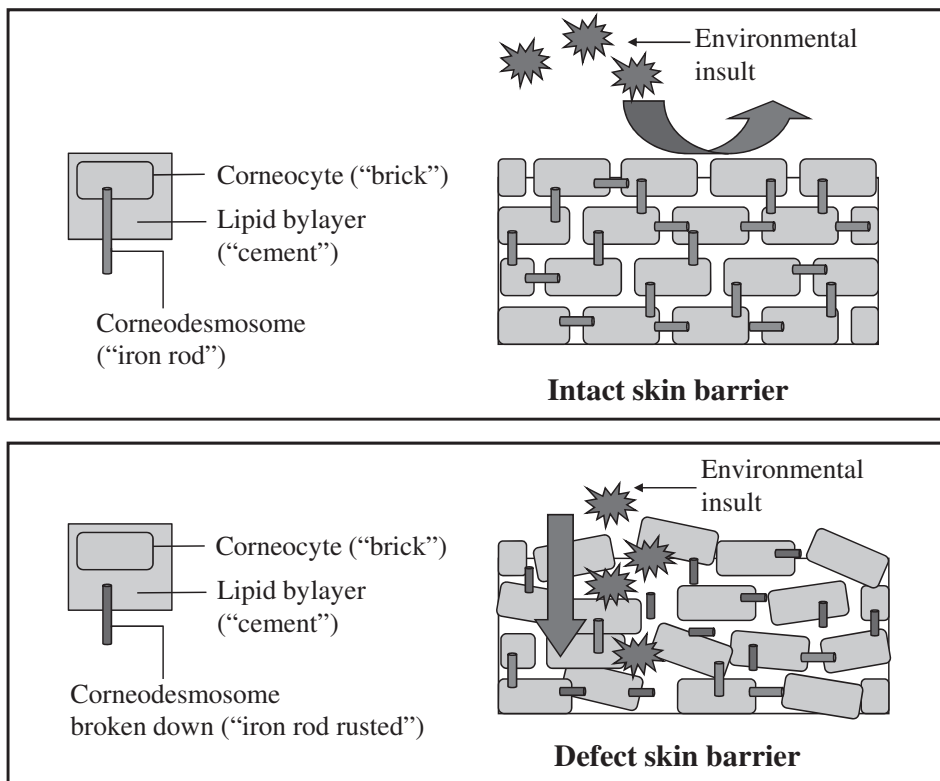 Environmental
insult
Corneocyte (“brick”)
Lipid bylayer
(“cement”)
Corneodesmosome
(“iron rod”)
Intact skin barrier
Environmental
insult
Corneocyte (“brick”)
Lipid bylayer
(“cement”)
Corneodesmosome
broken down (“iron rod rusted”)
Defect skin barrier